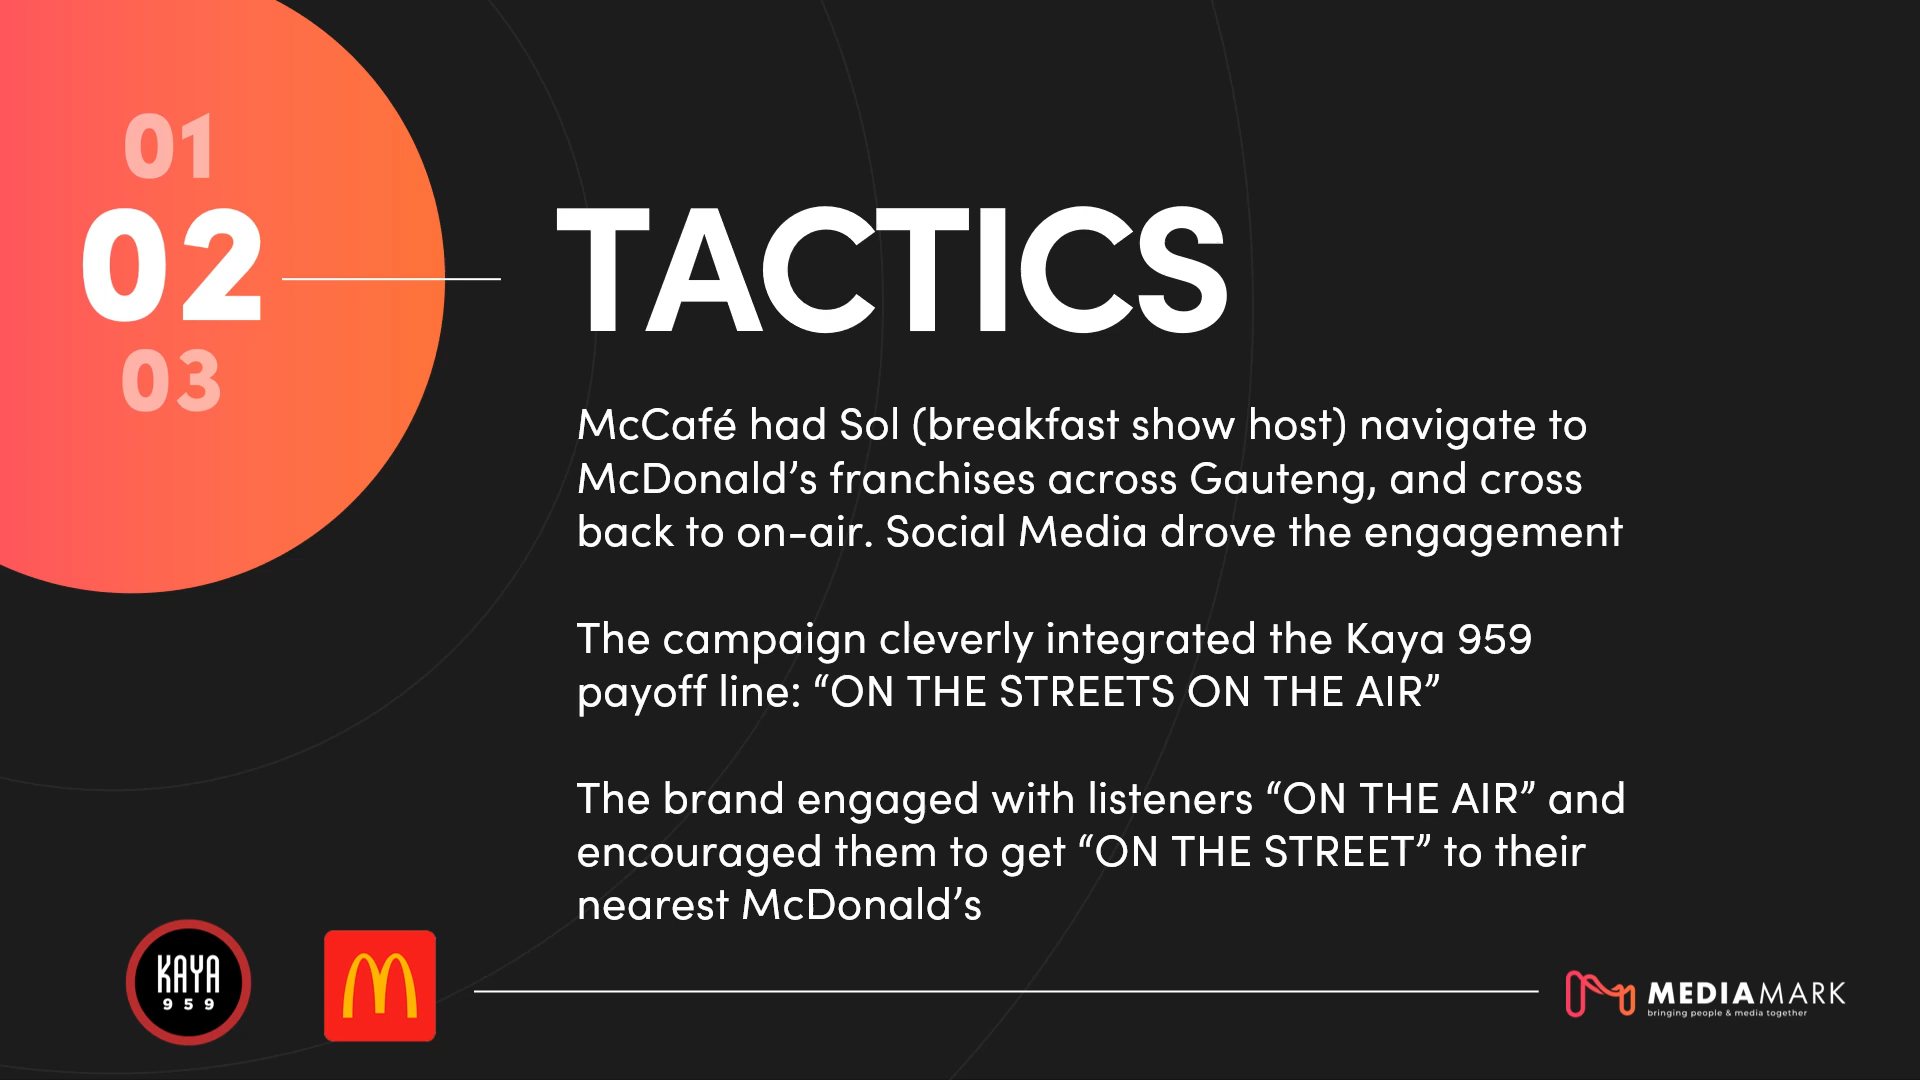 01
02
03
TACTICS
McCafé had Sol (breakfast show host) navigate to
McDonald’s franchises across Gauteng, and cross
back to on-air. Social Media drove the engagement
The campaign cleverly integrated the Kaya 959
payoff line: “ON THE STREETS ON THE AIR”
The brand engaged with listeners “ON THE AIR” and
encouraged them to get “ON THE STREET” to their
nearest McDonald’s
KAYA
959
MEDIAMARK
bringing people & media together